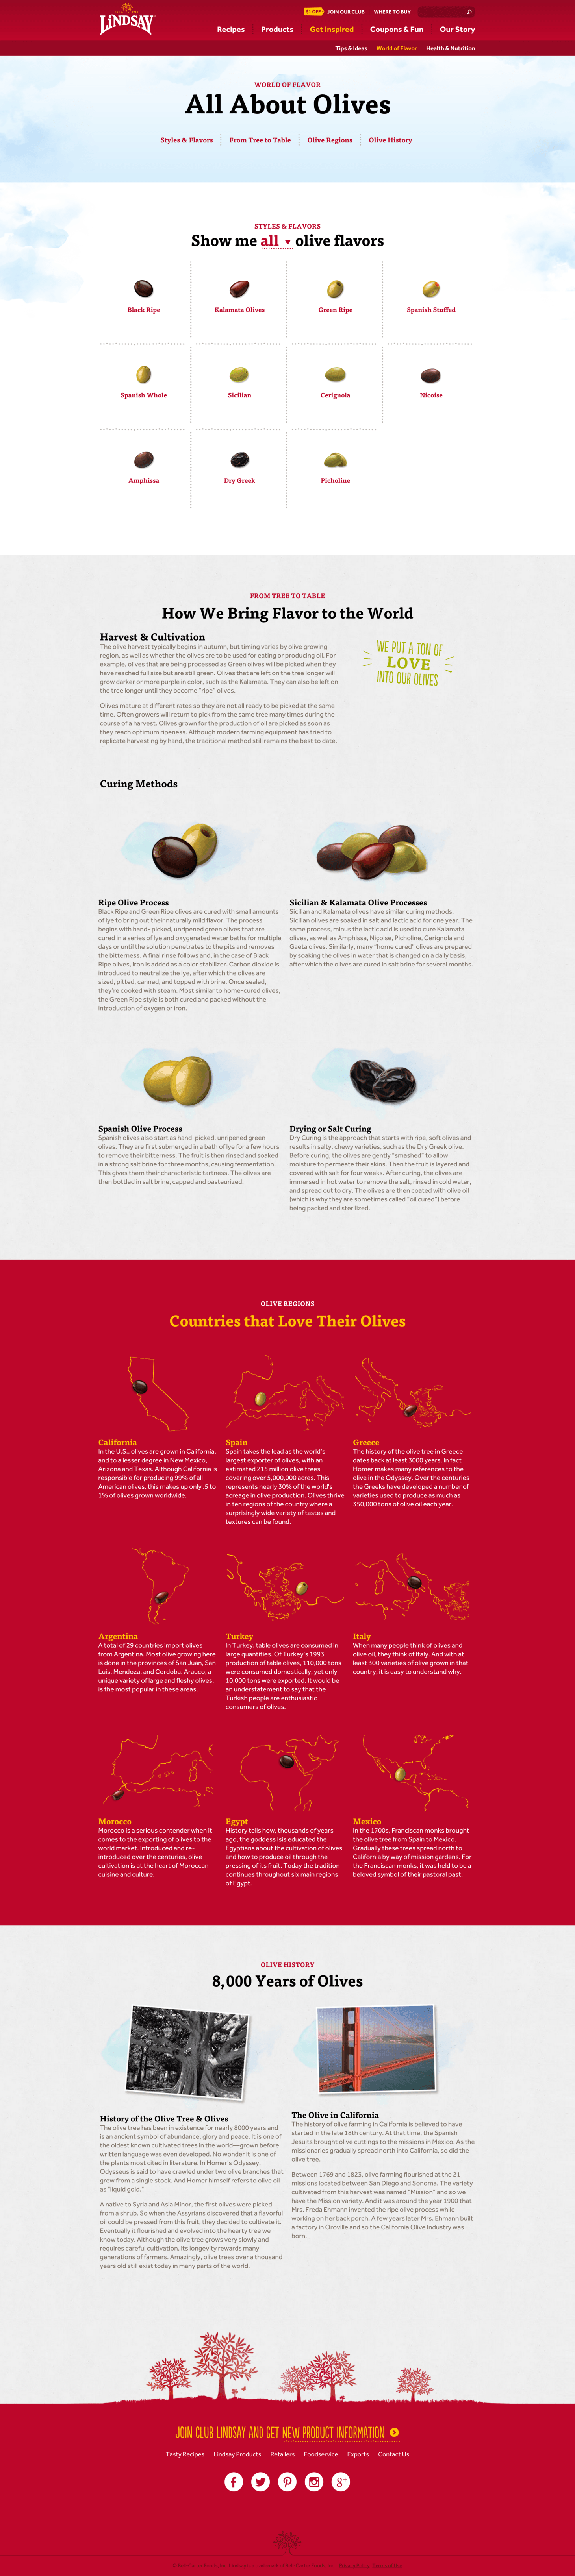 LINDSAY
$1 OFF JOIN OUR CLUB WHERE TO BUY
Recipes Products Get Inspired Coupons & Fun Our Story
Tips & Ideas World of Flavor Health & Nutrition
WORLD OF FLAVOR
All About Olives
Styles & Flavors From Tree to Table Olive Regions Olive History
STYLES & FLAVORS
Show me all olive flavors
Black Ripe Kalamata Olives Green Ripe Spanish Stuffed
Spanish Whole Sicilian Cerignola Nicoise
Amphissa Dry Greek Picholine
FROM TREE TO TABLE
How We Bring Flavor to the World
Harvest & Cultivation
The olive harvest typically begins in autumn, but timing varies by olive growing
region, as well as whether the olives are to be used for eating or producing oil. For
example, olives that are being processed as Green olives will be picked when they
have reached full size but are still green. Olives that are left on the tree longer will
grow darker or more purple in color, such as the Kalamata. They can also be left on
the tree longer until they become "ripe" olives.
Olives mature at different rates so they are not all ready to be picked at the same
time. Often growers will return to pick from the same tree many times during the
course of a harvest. Olives grown for the production of oil are picked as soon as
they reach optimum ripeness. Although modern farming equipment has tried to
replicate harvesting by hand, the traditional method still remains the best to date.
WE PUT A TON OF
LOVE
INTO OUR OLIVES
Curing Methods
Ripe Olive Process
Black Ripe and Green Ripe olives are cured with small amounts
of lye to bring out their naturally mild flavor. The process
begins with hand- picked, unripened green olives that are
cured in a series of lye and oxygenated water baths for multiple
days or until the solution penetrates to the pits and removes
the bitterness. A final rinse follows and, in the case of Black
Ripe olives, iron is added as a color stabilizer. Carbon dioxide is
introduced to neutralize the lye, after which the olives are
sized, pitted, canned, and topped with brine. Once sealed,
they're cooked with steam. Most similar to home-cured olives,
the Green Ripe style is both cured and packed without the
introduction of oxygen or iron.
Sicilian & Kalamata Olive Processes
Sicilian and Kalamata olives have similar curing methods.
Sicilian olives are soaked in salt and lactic acid for one year. The
same process, minus the lactic acid is used to cure Kalamata
olives, as well as Amphissa, Niçoise, Picholine, Cerignola and
Gaeta olives. Similarly, many "home cured" olives are prepared
by soaking the olives in water that is changed on a daily basis,
after which the olives are cured in salt brine for several months.
Spanish Olive Process
Spanish olives also start as hand-picked, unripened green
olives. They are first submerged in a bath of lye for a few hours
to remove their bitterness. The fruit is then rinsed and soaked
in a strong salt brine for three months, causing fermentation.
This gives them their characteristic tartness. The olives are
then bottled in salt brine, capped and pasteurized.
Drying or Salt Curing
Dry Curing is the approach that starts with ripe, soft olives and
results in salty, chewy varieties, such as the Dry Greek olive.
Before curing, the olives are gently "smashed" to allow
moisture to permeate their skins. Then the fruit is layered and
covered with salt for four weeks. After curing, the olives are
immersed in hot water to remove the salt, rinsed in cold water,
and spread out to dry. The olives are then coated with olive oil
(which is why they are sometimes called "oil cured") before
being packed and sterilized.
OLIVE REGIONS
Countries that Love Their Olives
California
In the U.S., olives are grown in California,
and to a lesser degree in New Mexico,
Arizona and Texas. Although California is
responsible for producing 99% of all
American olives, this makes up only .5 to
1% of olives grown worldwide.
Spain
Spain takes the lead as the world's
largest exporter of olives, with an
estimated 215 million olive trees
covering over 5,000,000 acres. This
represents nearly 30% of the world's
acreage in olive production. Olives thrive
in ten regions of the country where a
surprisingly wide variety of tastes and
textures can be found.
Greece
The history of the olive tree in Greece
dates back at least 3000 years. In fact
Homer makes many references to the
olive in the Odyssey. Over the centuries
the Greeks have developed a number of
varieties used to produce as much as
350,000 tons of olive oil each year.
Argentina
A total of 29 countries import olives
from Argentina. Most olive growing here
is done in the provinces of San Juan, San
Luis, Mendoza, and Cordoba. Arauco, a
unique variety of large and fleshy olives,
is the most popular in these areas.
Turkey
In Turkey, table olives are consumed in
large quantities. Of Turkey's 1993
production of table olives, 110,000 tons
were consumed domestically, yet only
10,000 tons were exported. It would be
an understatement to say that the
Turkish people are enthusiastic
consumers of olives.
Italy
When many people think of olives and
olive oil, they think of Italy. And with at
least 300 varieties of olive grown in that
country, it is easy to understand why.
Morocco
Morocco is a serious contender when it
comes to the exporting of olives to the
world market. Introduced and re-
introduced over the centuries, olive
cultivation is at the heart of Moroccan
cuisine and culture.
Egypt
History tells how, thousands of years
ago, the goddess Isis educated the
Egyptians about the cultivation of olives
and how to produce oil through the
pressing of its fruit. Today the tradition
continues throughout six main regions
of Egypt.
Mexico
In the 1700s, Franciscan monks brought
the olive tree from Spain to Mexico.
Gradually these trees spread north to
California by way of mission gardens. For
the Franciscan monks, it was held to be a
beloved symbol of their pastoral past.
OLIVE HISTORY
8,000 Years of Olives
History of the Olive Tree & Olives
The olive tree has been in existence for nearly 8000 years and
is an ancient symbol of abundance, glory and peace. It is one of
the oldest known cultivated trees in the world—grown before
written language was even developed. No wonder it is one of
the plants most cited in literature. In Homer's Odyssey,
Odysseus is said to have crawled under two olive branches that
grew from a single stock. And Homer himself refers to olive oil
as "liquid gold."
A native to Syria and Asia Minor, the first olives were picked
from a shrub. So when the Assyrians discovered that a flavorful
oil could be pressed from this fruit, they decided to cultivate it.
Eventually it flourished and evolved into the hearty tree we
know today. Although the olive tree grows very slowly and
requires careful cultivation, its longevity rewards many
generations of farmers. Amazingly, olive trees over a thousand
years old still exist today in many parts of the world.
The Olive in California
The history of olive farming in California is believed to have
started in the late 18th century. At that time, the Spanish
Jesuits brought olive cuttings to the missions in Mexico. As the
missionaries gradually spread north into California, so did the
olive tree.
Between 1769 and 1823, olive farming flourished at the 21
missions located between San Diego and Sonoma. The variety
cultivated from this harvest was named "Mission" and so we
have the Mission variety. And it was around the year 1900 that
Mrs. Freda Ehmann invented the ripe olive process while
working on her back porch. A few years later Mrs. Ehmann built
a factory in Oroville and so the California Olive Industry was
born.
JOIN CLUB LINDSAY AND GET NEW PRODUCT INFORMATION
Tasty Recipes Lindsay Products Retailers Foodservice Exports Contact Us